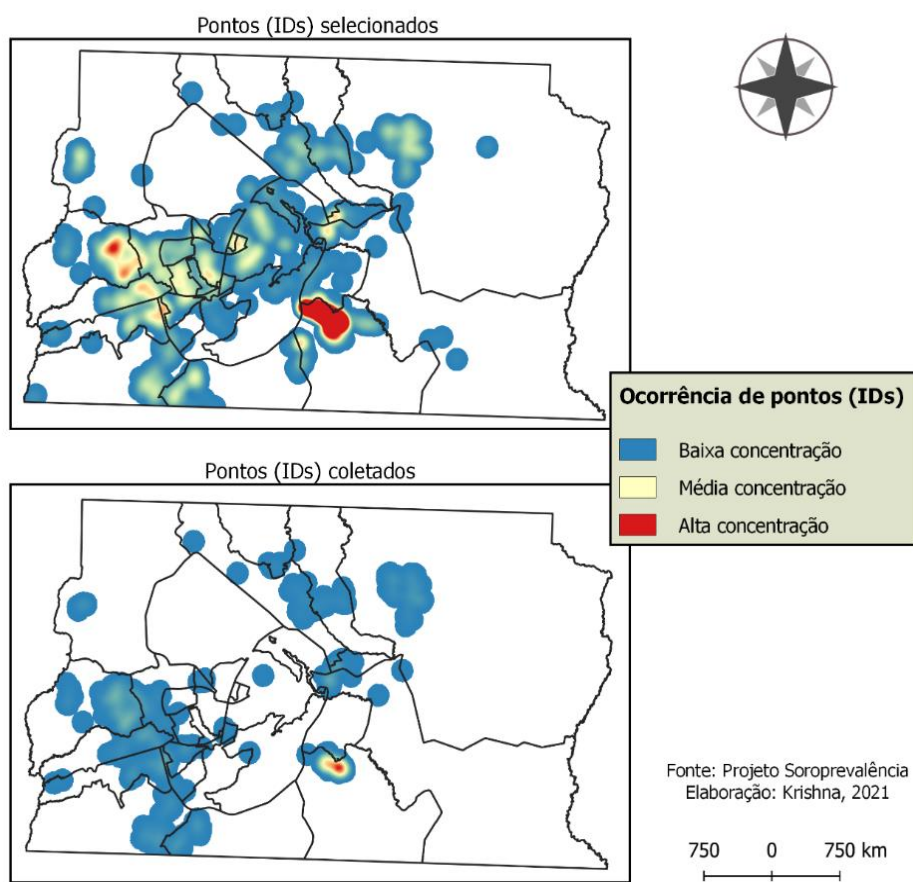 Pontos (IDs) selecionados
Ocorrência de pontos (IDs)
Baixa concentração
Média concentração
Alta concentração
Pontos (IDs) coletados
Fonte: Projeto Soroprevalência
Elaboração: Krishna, 2021
750 0 750 km